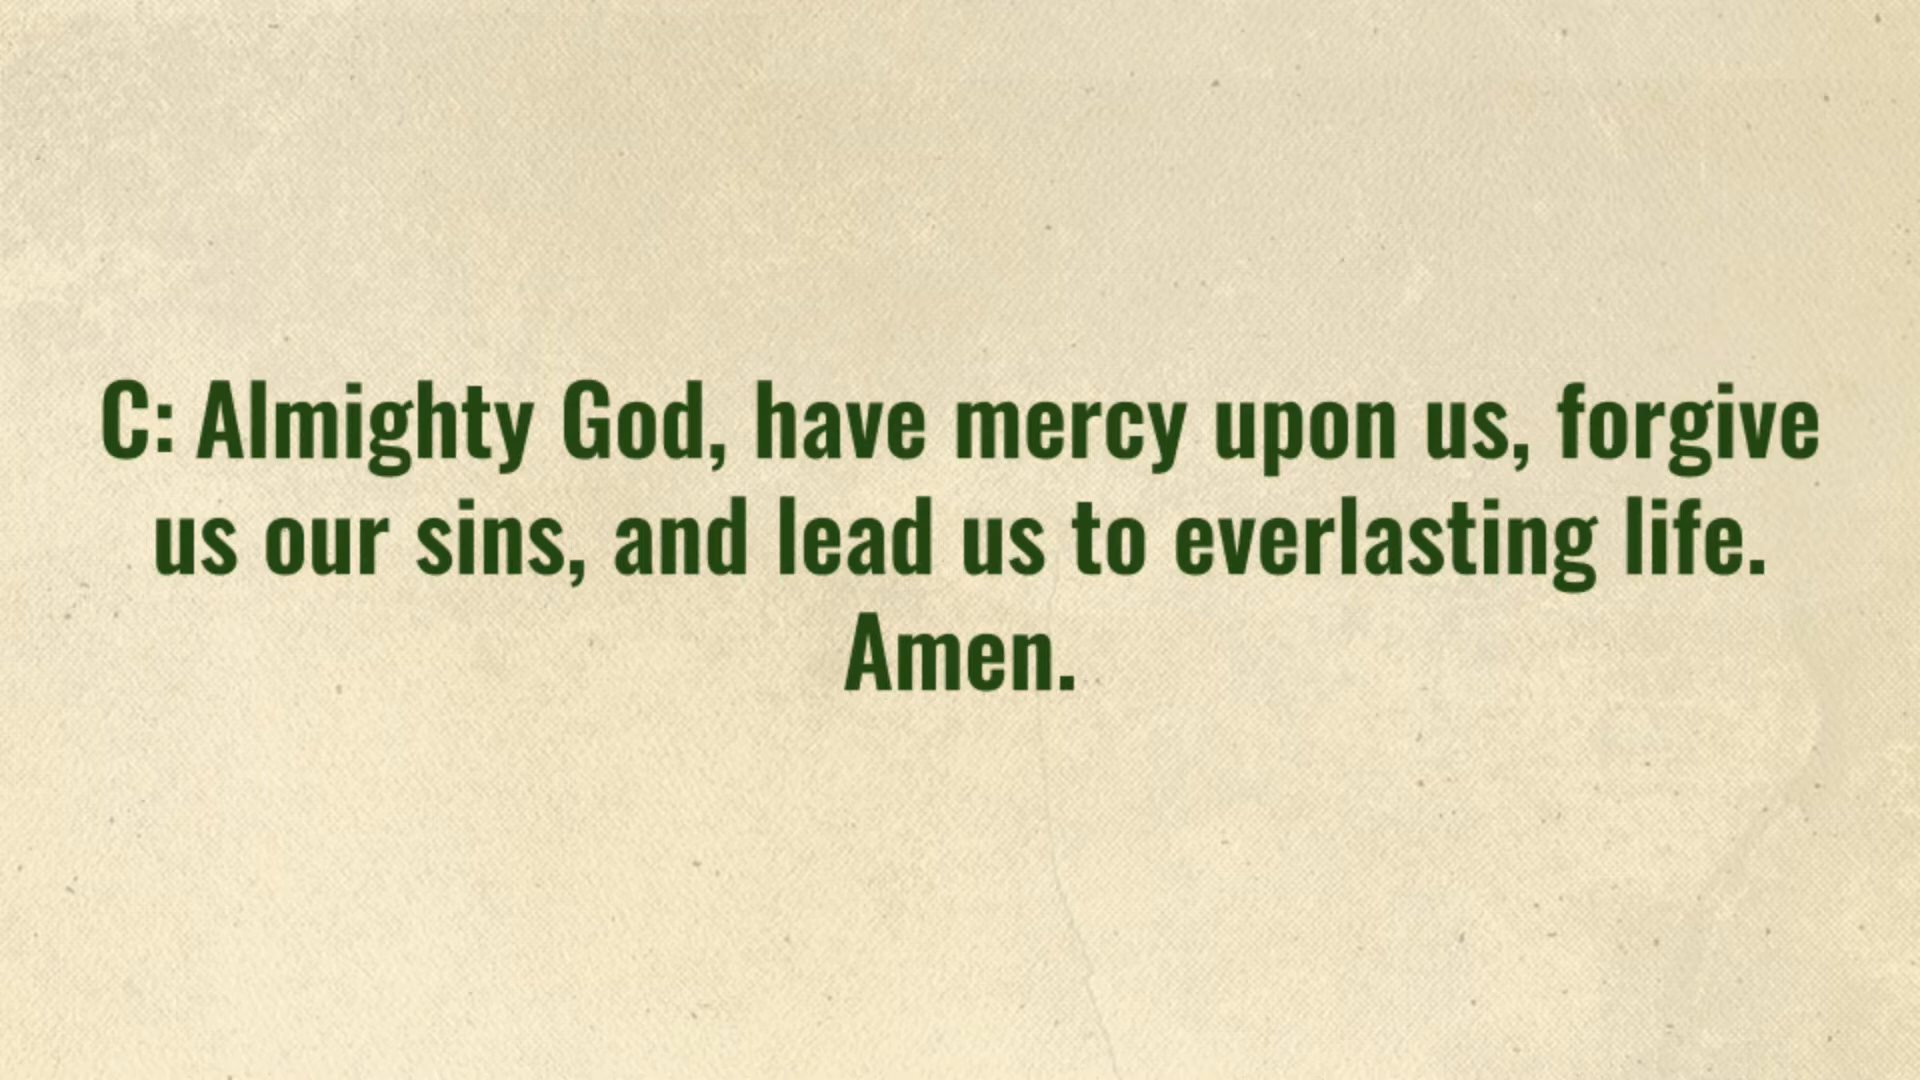 C: Almighty God, have mercy upon us, forgive
us our sins, and lead us to everlasting life.
Amen.